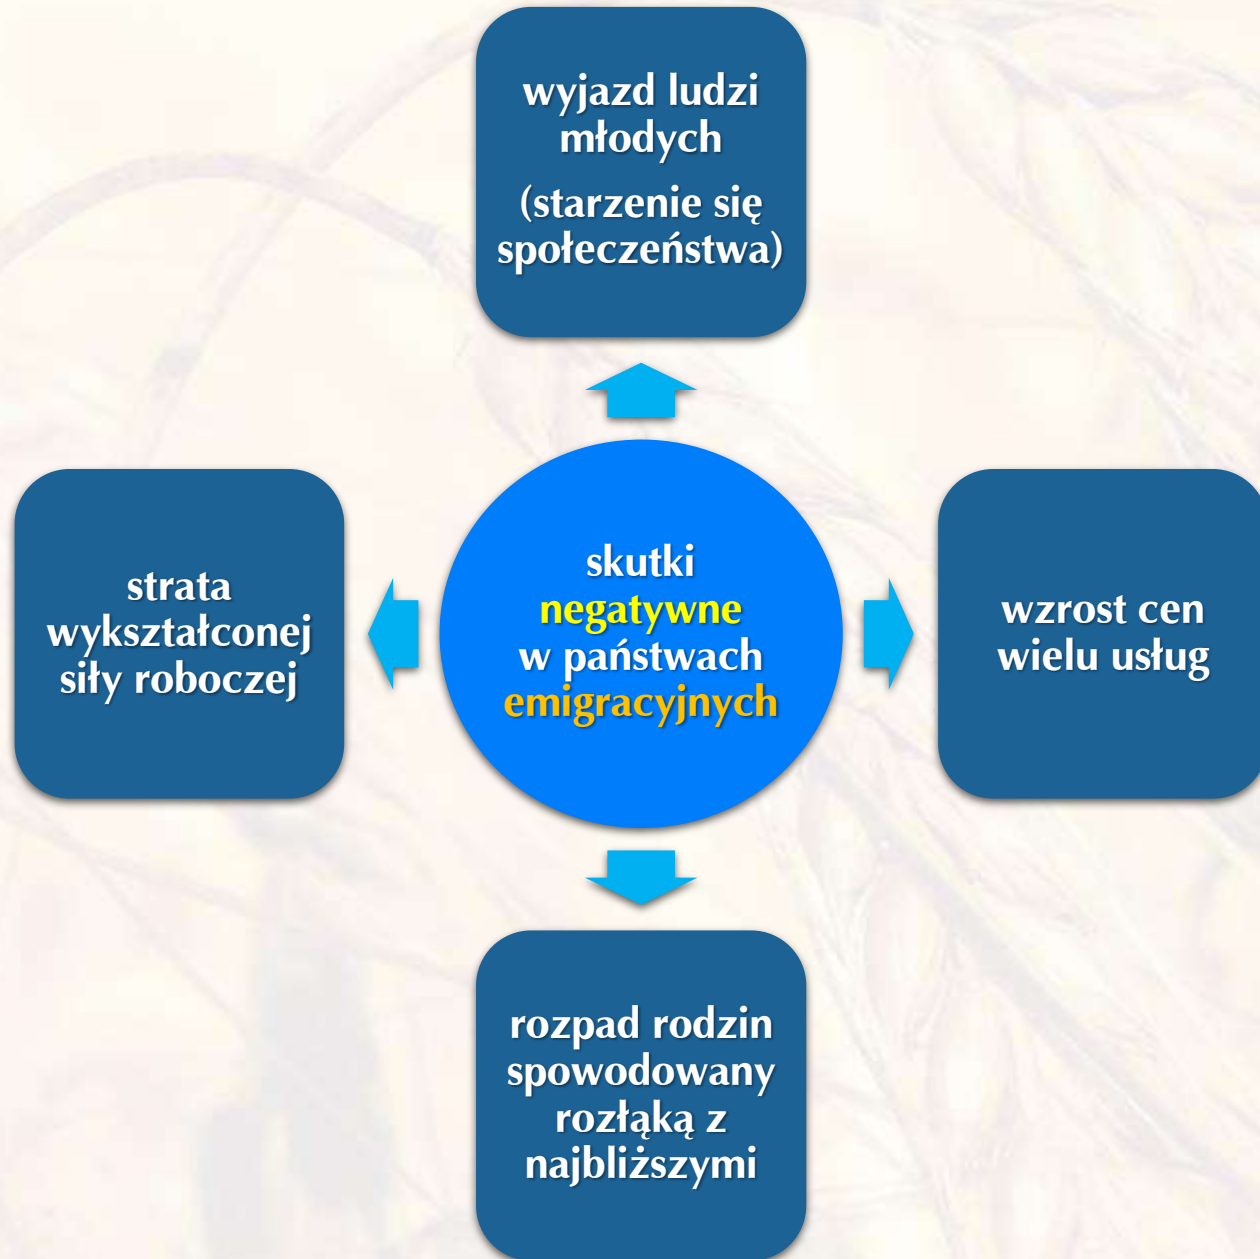 wyjazd ludzi
młodych
(starzenie się
społeczeństwa)
strata
wykształconej
siły roboczej
skutki
negatywne
w państwach
emigracyjnych
wzrost cen
wielu usług
rozpad rodzin
spowodowany
rozłąką z
najbliższymi